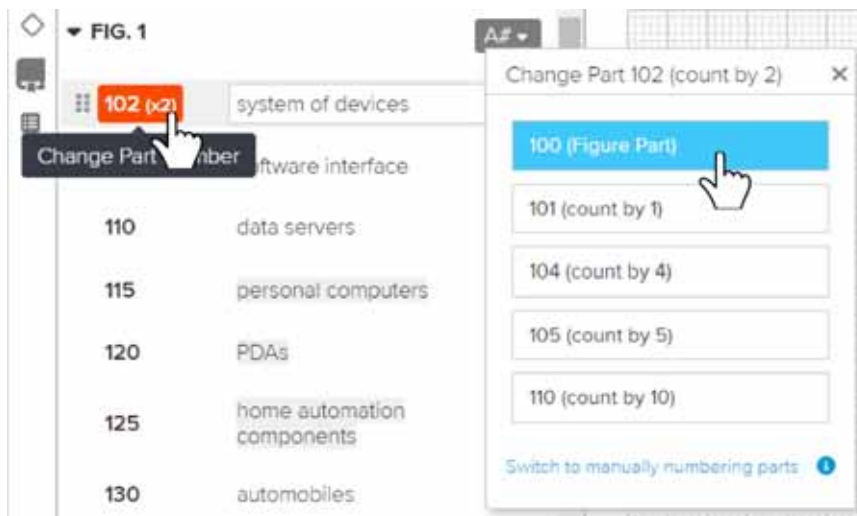 FIG. 1
A#
102 (x2)
system of devices
Change Part
mber
ftware interface
110
data servers
115
personal computers
120
PDAs
125
home automation
components
130
automobiles
Change Part 102 (count by 2)
100 (Figure Part)
101 (count by 1)
104 (count by 4)
105 (count by 5)
110 (count by 10)
Switch to manually numbering parts